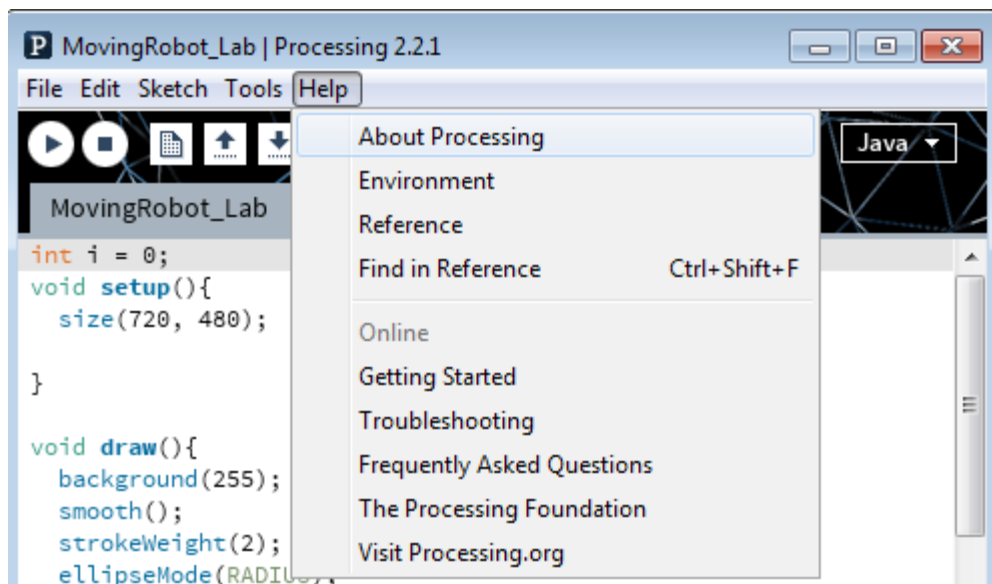 P MovingRobot_Lab | Processing 2.2.1
File Edit Sketch Tools Help
Java
MovingRobot_Lab
About Processing
Environment
Reference
Find in Reference Ctrl+Shift+F
Online
Getting Started
Troubleshooting
Frequently Asked Questions
The Processing Foundation
Visit Processing.org
int i = 0;
void setup(){
size(720, 480);
}
void draw(){
background(255);
smooth();
strokeWeight(2);
ellipseMode(RADIUS);